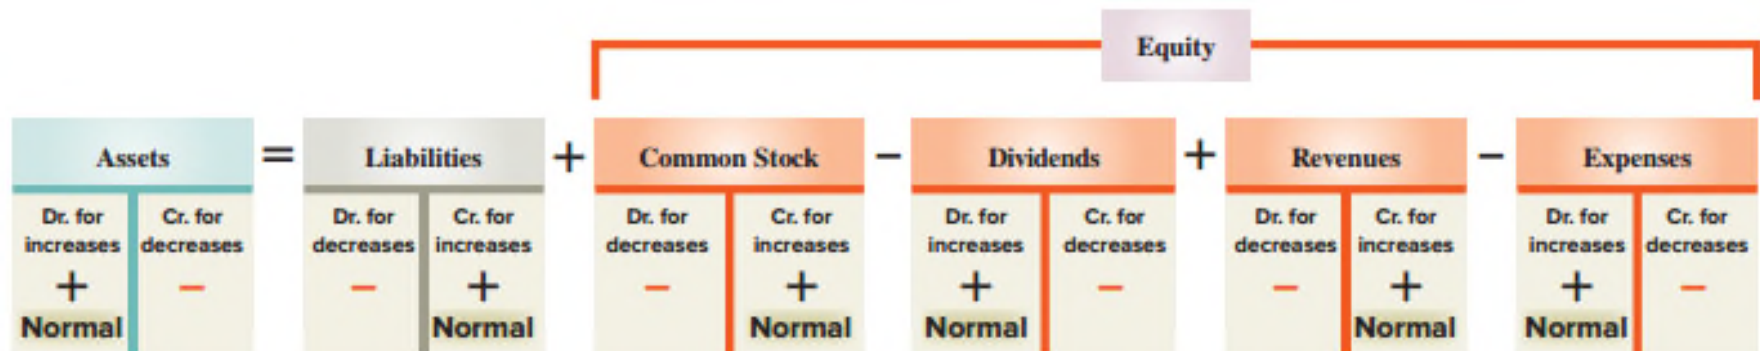 Equity
Assets = Liabilities + Common Stock − Dividends + Revenues − Expenses
Dr. for Cr. for Dr. for Cr. for Dr. for Cr. for Dr. for Cr. for Dr. for Cr. for Dr. for Cr. for
increases decreases decreases increases decreases increases increases decreases decreases increases increases decreases
+ − − + − + + − − + + −
Normal Normal Normal Normal Normal Normal